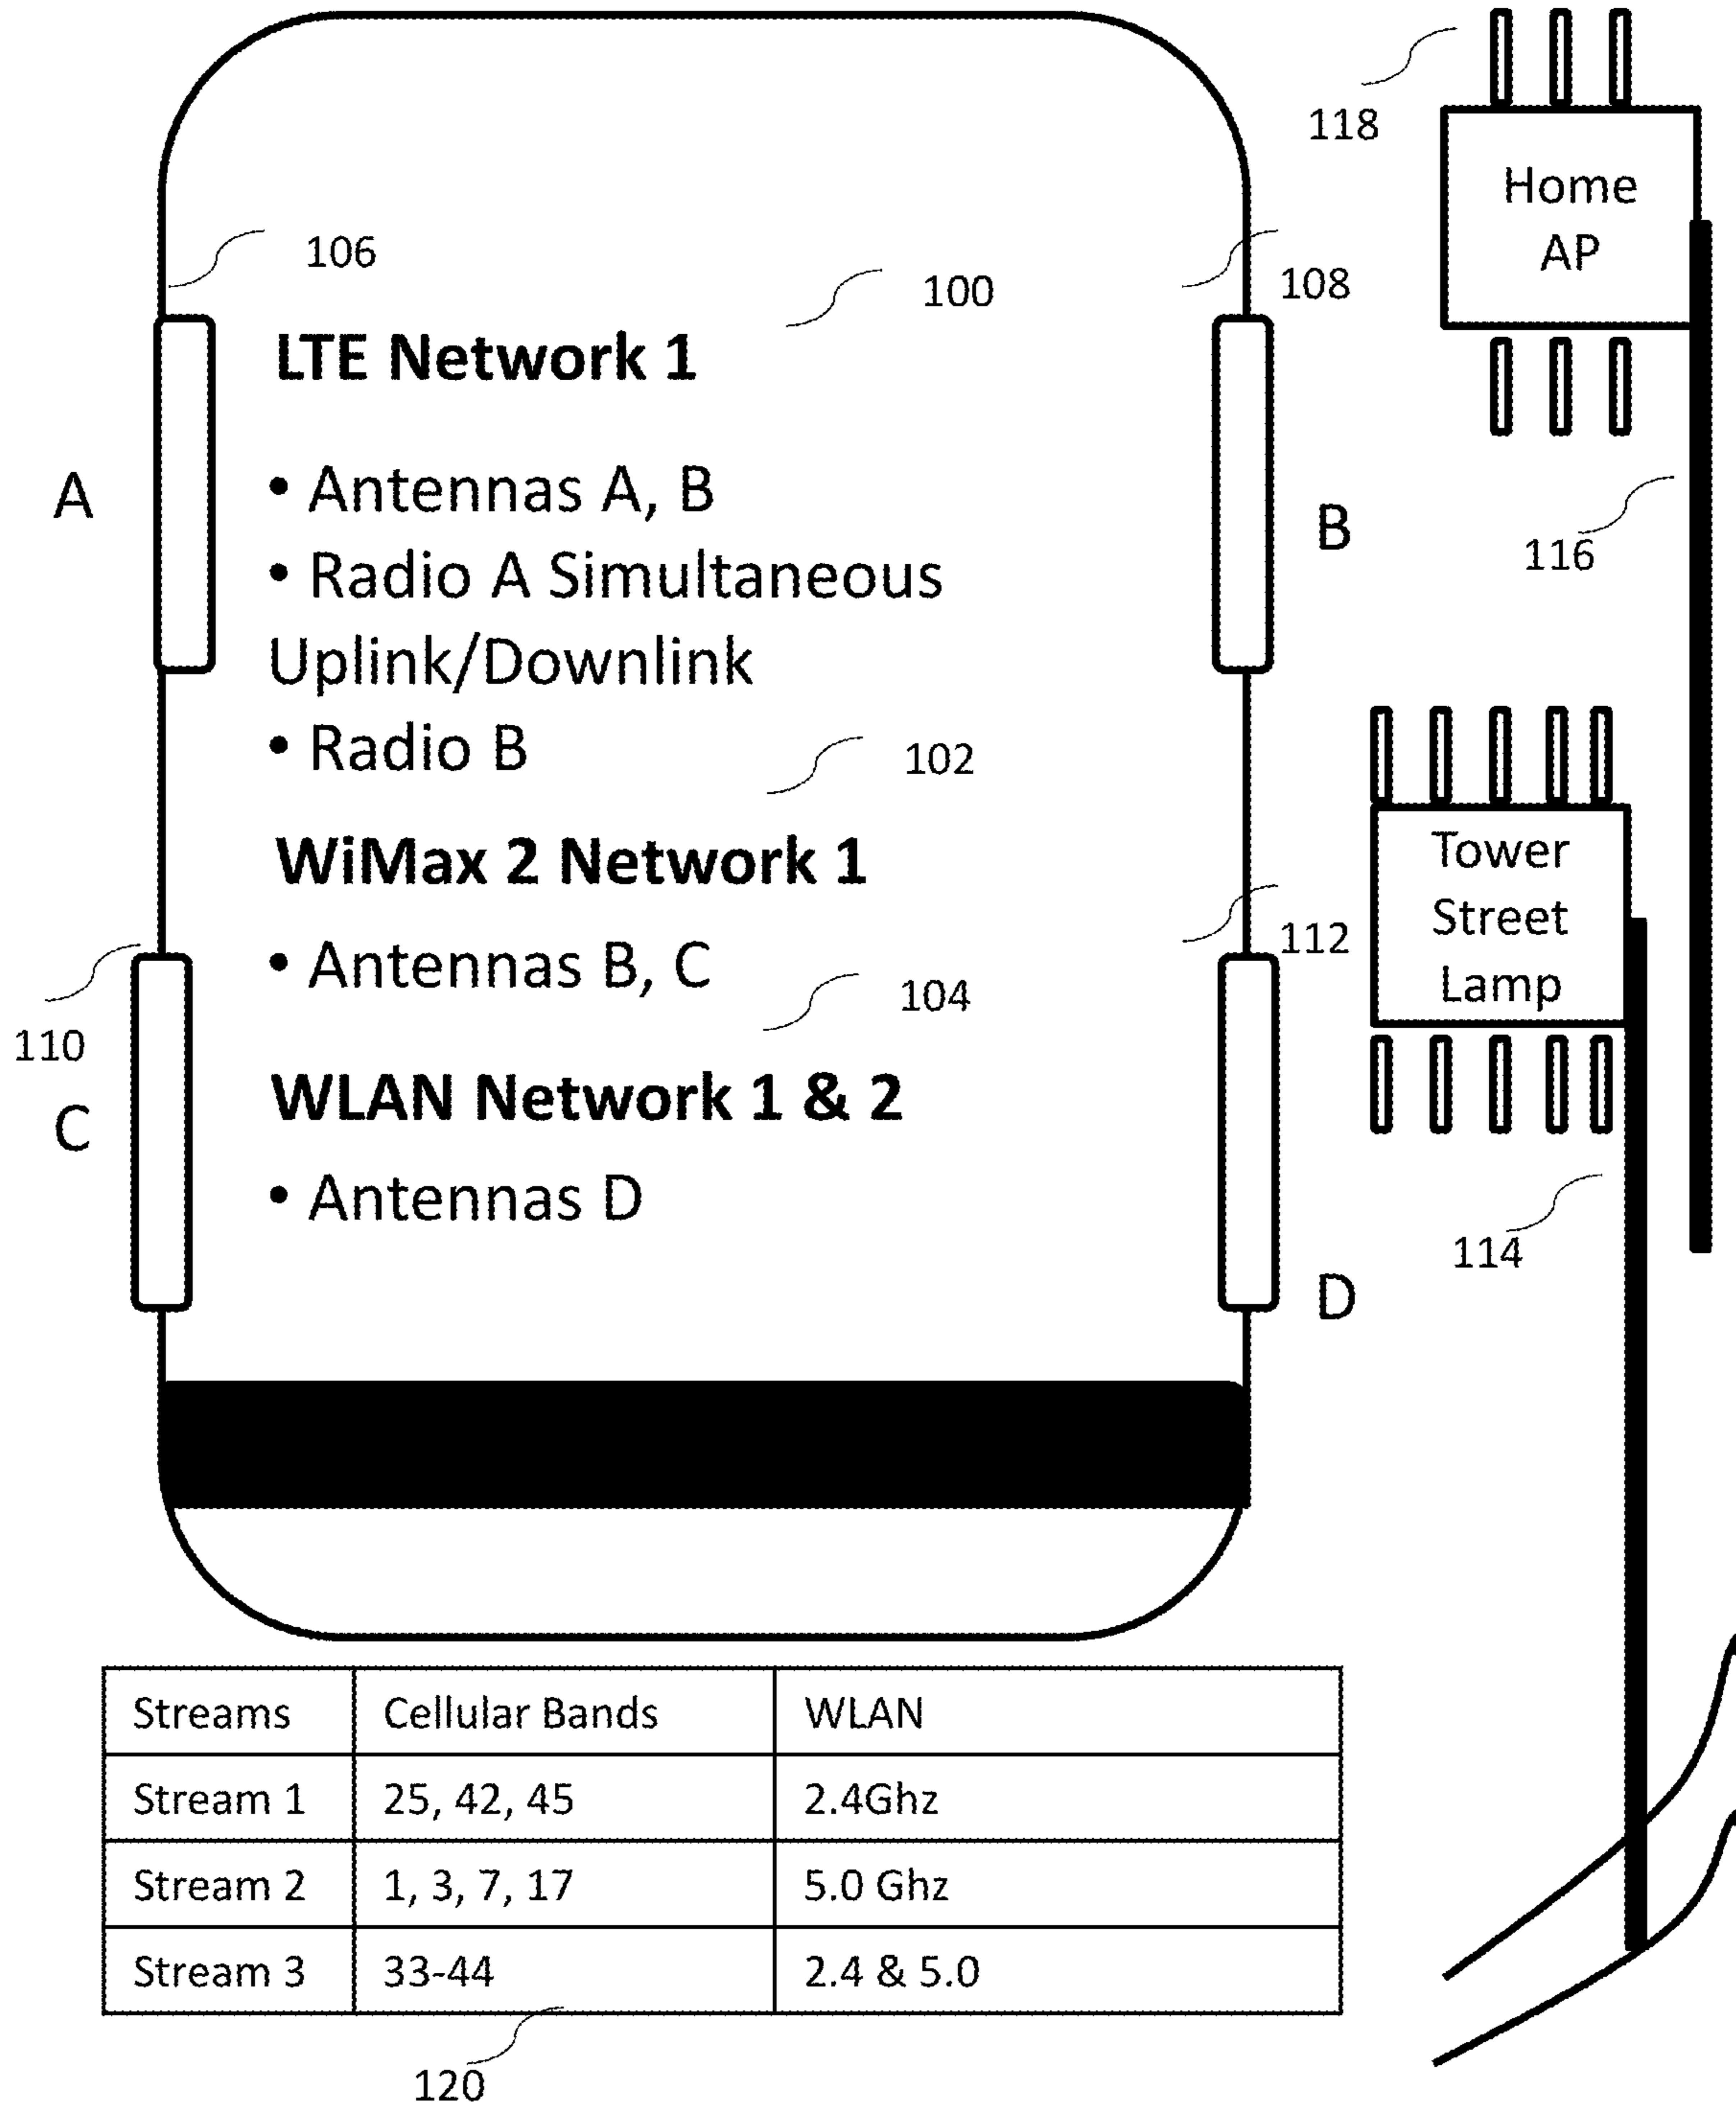 118
Home
AP
106
100
108
LTE Network 1
A
• Antennas A, B
B
• Radio A Simultaneous
Uplink/Downlink
116
• Radio B
102
WiMax 2 Network 1
Tower
Street
Lamp
• Antennas B, C
112
104
110
WLAN Network 1 & 2
C
• Antennas D
114
D
Streams Cellular Bands WLAN
Stream 1 25, 42, 45 2.4Ghz
Stream 2 1, 3, 7, 17 5.0 Ghz
Stream 3 33-44 2.4 & 5.0
120